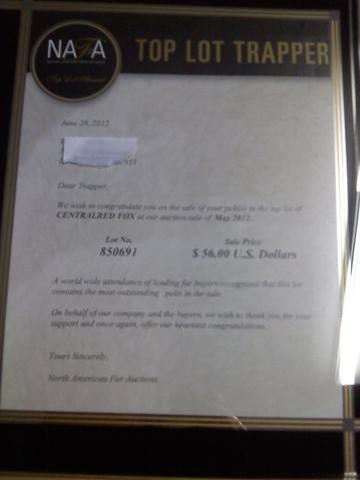 NAFA
TOP LOT TRAPPER
Top Lot Award
June 28, 2012
Dear Trapper,
We wish to congratulate you on the sale of your pelt(s) in the top lot of
CENTRALRED FOX at our auction sale of May 2012.
Lot No. Sale Price
850691 $ 56.00 U.S. Dollars
A world wide attendance of leading fur buyers recognized that this lot
contains the most outstanding pelts in the sale.
On behalf of our company and the buyers, we wish to thank you for your
support and once again, offer our heartiest congratulations.
Yours Sincerely,
North American Fur Auctions